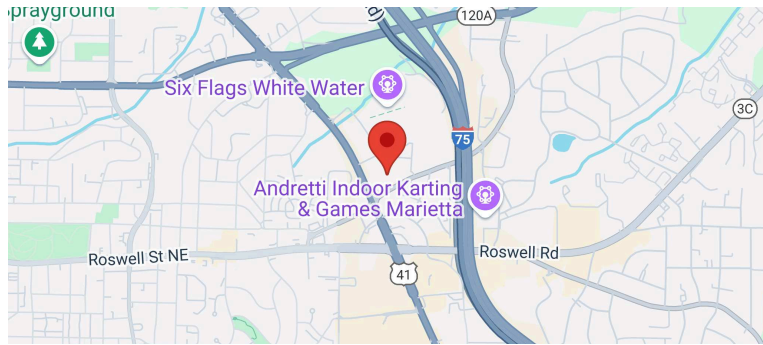 Sprayground
120A
Six Flags White Water
75
3C
Andretti Indoor Karting
& Games Marietta
Roswell St NE
Roswell Rd
41